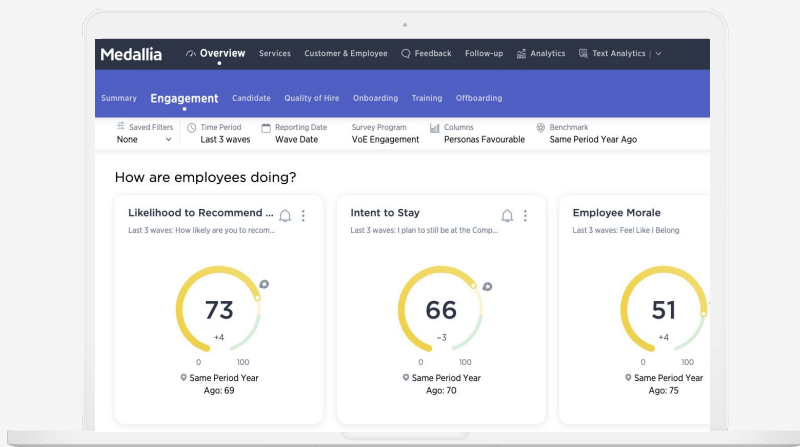 Medallia Overview Services Customer & Employee Feedback Follow-up Analytics Text Analytics
Summary Engagement Candidate Quality of Hire Onboarding Training Offboarding
Saved Filters Time Period Reporting Date Survey Program Columns Benchmark
None Last 3 waves Wave Date VoE Engagement Personas Favourable Same Period Year Ago
How are employees doing?
Likelihood to Recommend ...
Last 3 waves: How likely are you to recom...
73
+4
0 100
Same Period Year
Ago: 69
Intent to Stay
Last 3 waves: I plan to still be at the Comp...
66
−3
0 100
Same Period Year
Ago: 70
Employee Morale
Last 3 waves: Feel Like I Belong
51
+4
0 100
Same Period Year
Ago: 75